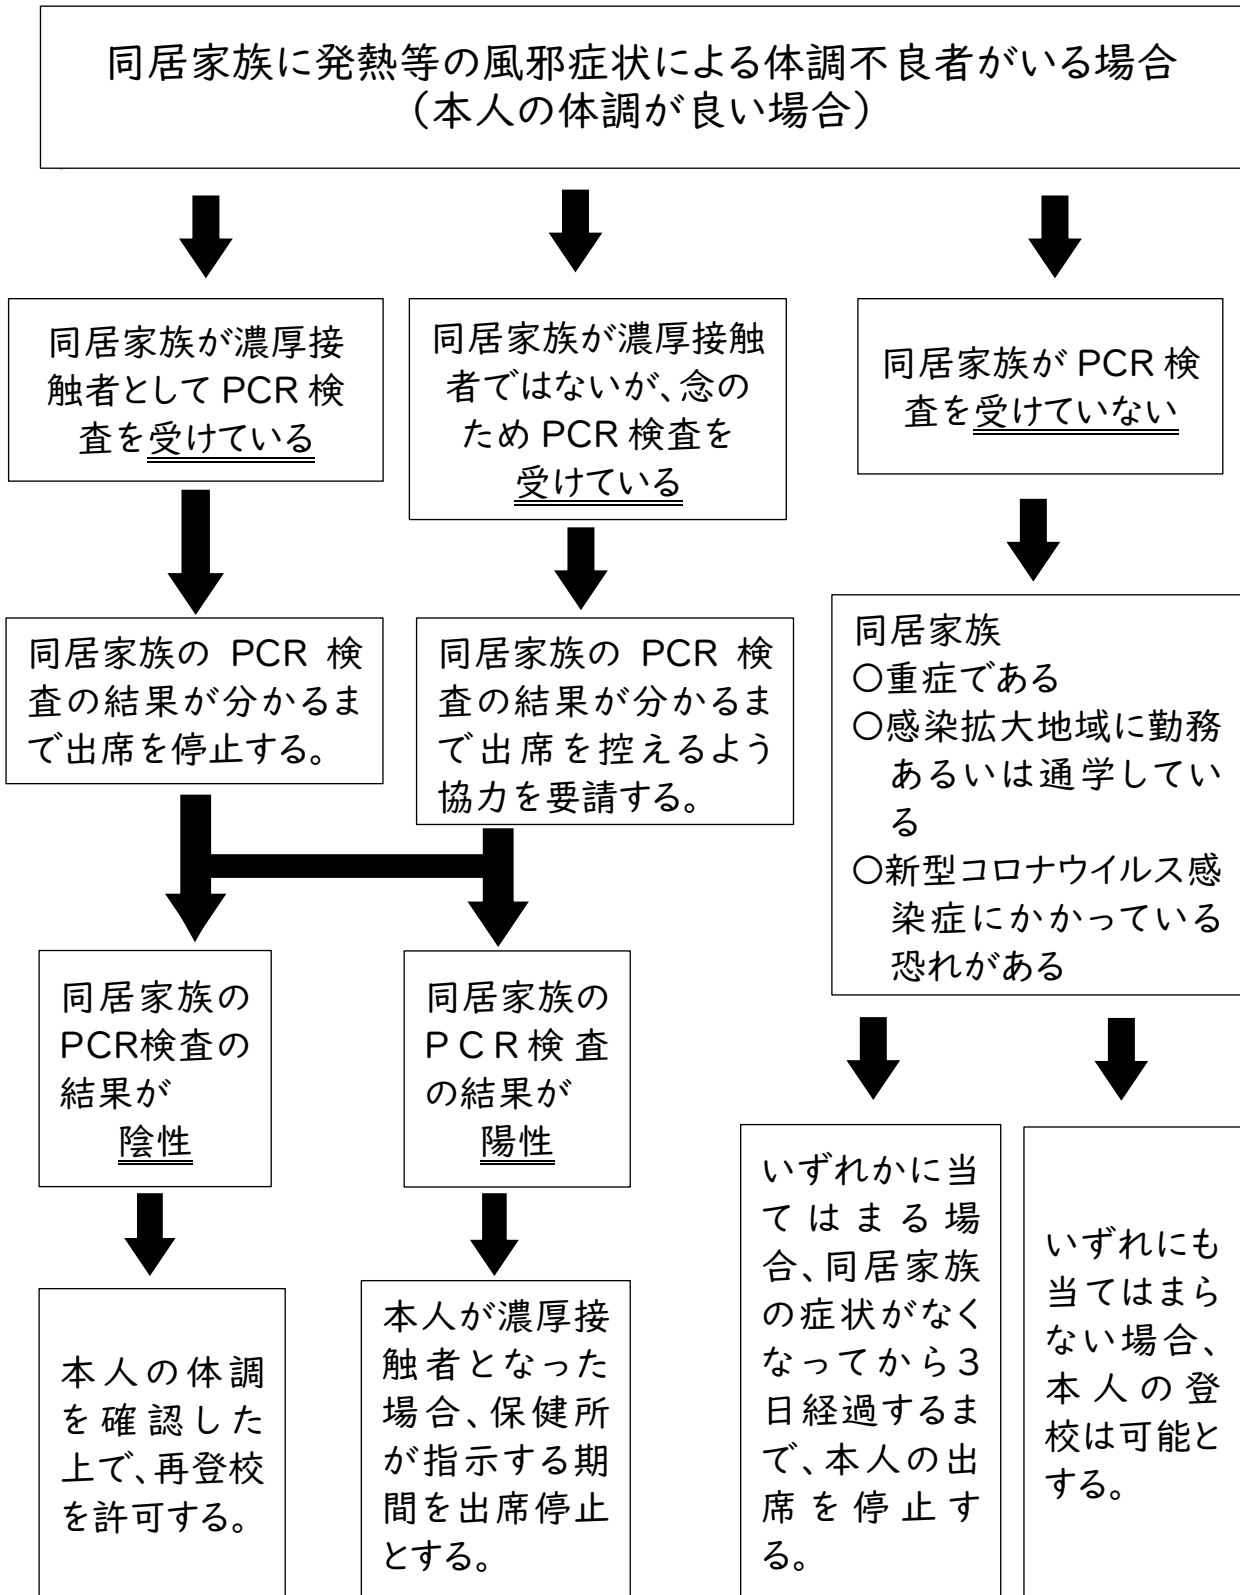 同居家族に発熱等の風邪症状による体調不良者がいる場合
（本人の体調が良い場合）
同居家族が濃厚接
触者として PCR 検
査を受けている
同居家族が濃厚接触
者ではないが、念の
ため PCR 検査を
受けている
同居家族が PCR 検
査を受けていない
同居家族の PCR 検
査の結果が分かるま
で出席を停止する。
同居家族の PCR 検
査の結果が分かるま
で出席を控えるよう
協力を要請する。
同居家族
〇重症である
〇感染拡大地域に勤務
あるいは通学してい
る
〇新型コロナウイルス感
染症にかかっている
恐れがある
同居家族の
PCR検査の
結果が
陰性
同居家族の
PCR検査
の結果が
陽性
本人の体調
を確認した
上で、再登校
を許可する。
本人が濃厚接
触者となった
場合、保健所
が指示する期
間を出席停止
とする。
いずれかに当
てはまる場
合、同居家族
の症状がなく
なってから３
日経過するま
で、本人の出
席を停止す
る。
いずれにも
当てはまら
ない場合、
本人の登
校は可能と
する。